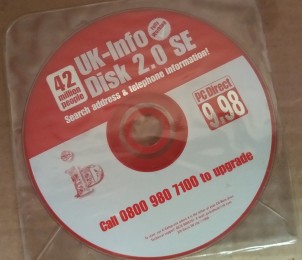 UK-Info
Disk 2.0 SE
42
million
people
Search address & telephone Information!
PC Direct
9.98
Call 0800 980 7100 to upgrade